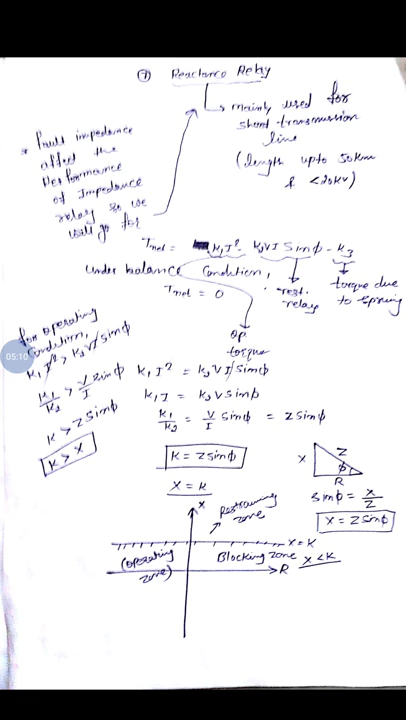 ⑦ Reactance Relay
→ mainly used for
short transmission
line
(length upto 50km
& <20kV)
* Fault impedance
affect the
Performance
of Impedance
relay so we
will go for
Tnet = K₁I² - K₂VI Sinϕ - K₃
under balance Condition,
Tnet = 0
rest.
relay
torque due
to Spring
op.
torque
for operating
Condition,
K₁I² > K₂VI sinϕ
K₁/K₂ > V/I Sinϕ
K > Z Sinϕ
K > X
05:10
K₁I² = K₂VI Sinϕ
K₁I = K₂V sinϕ
K₁/K₂ = V/I Sinϕ = Z sinϕ
K = Z sinϕ
X = K
X
Z
ϕ
R
sinϕ = X/Z
X = Z sinϕ
X
Restraining
zone
X = K
(Operating
zone)
Blocking zone
X < K
R